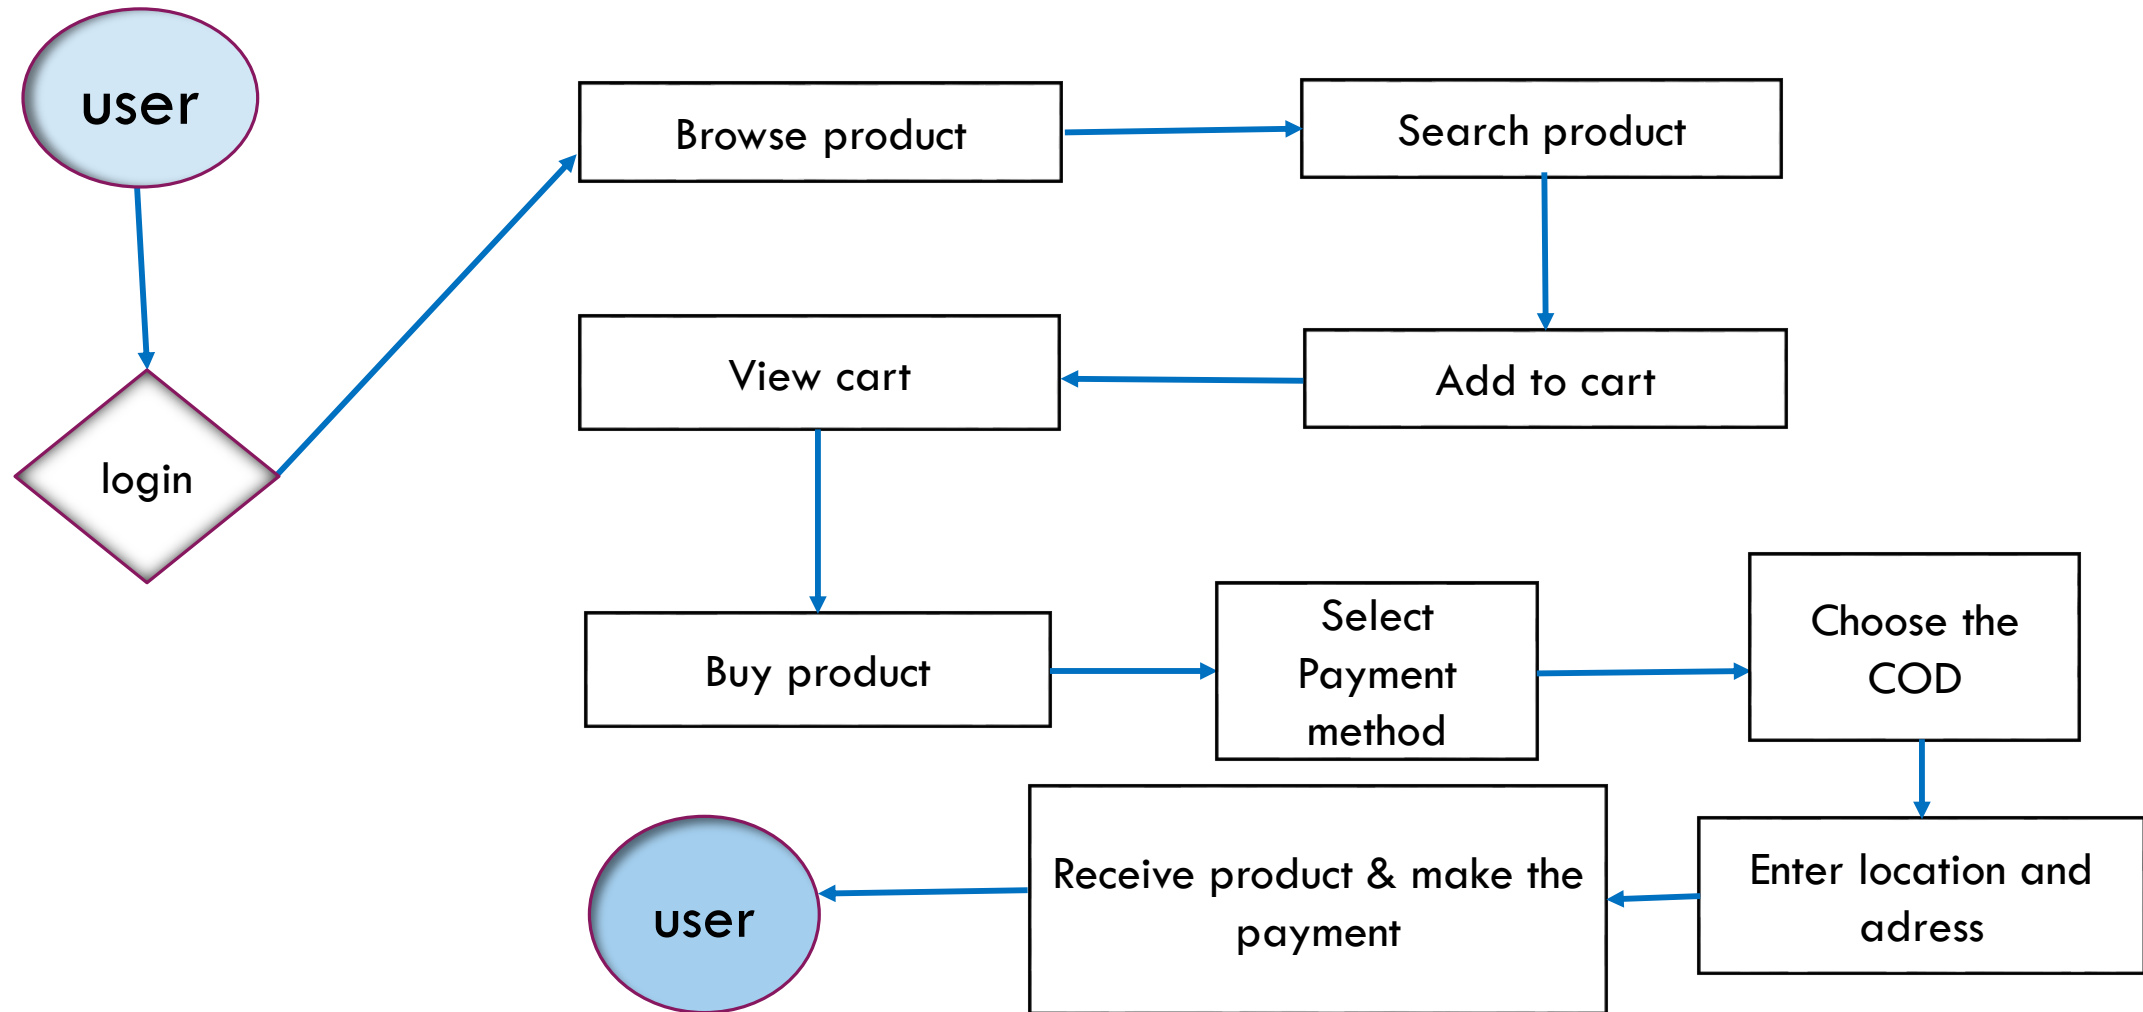 user
login
Browse product
Search product
Add to cart
View cart
Buy product
Select
Payment
method
Choose the
COD
Enter location and
adress
Receive product & make the
payment
user